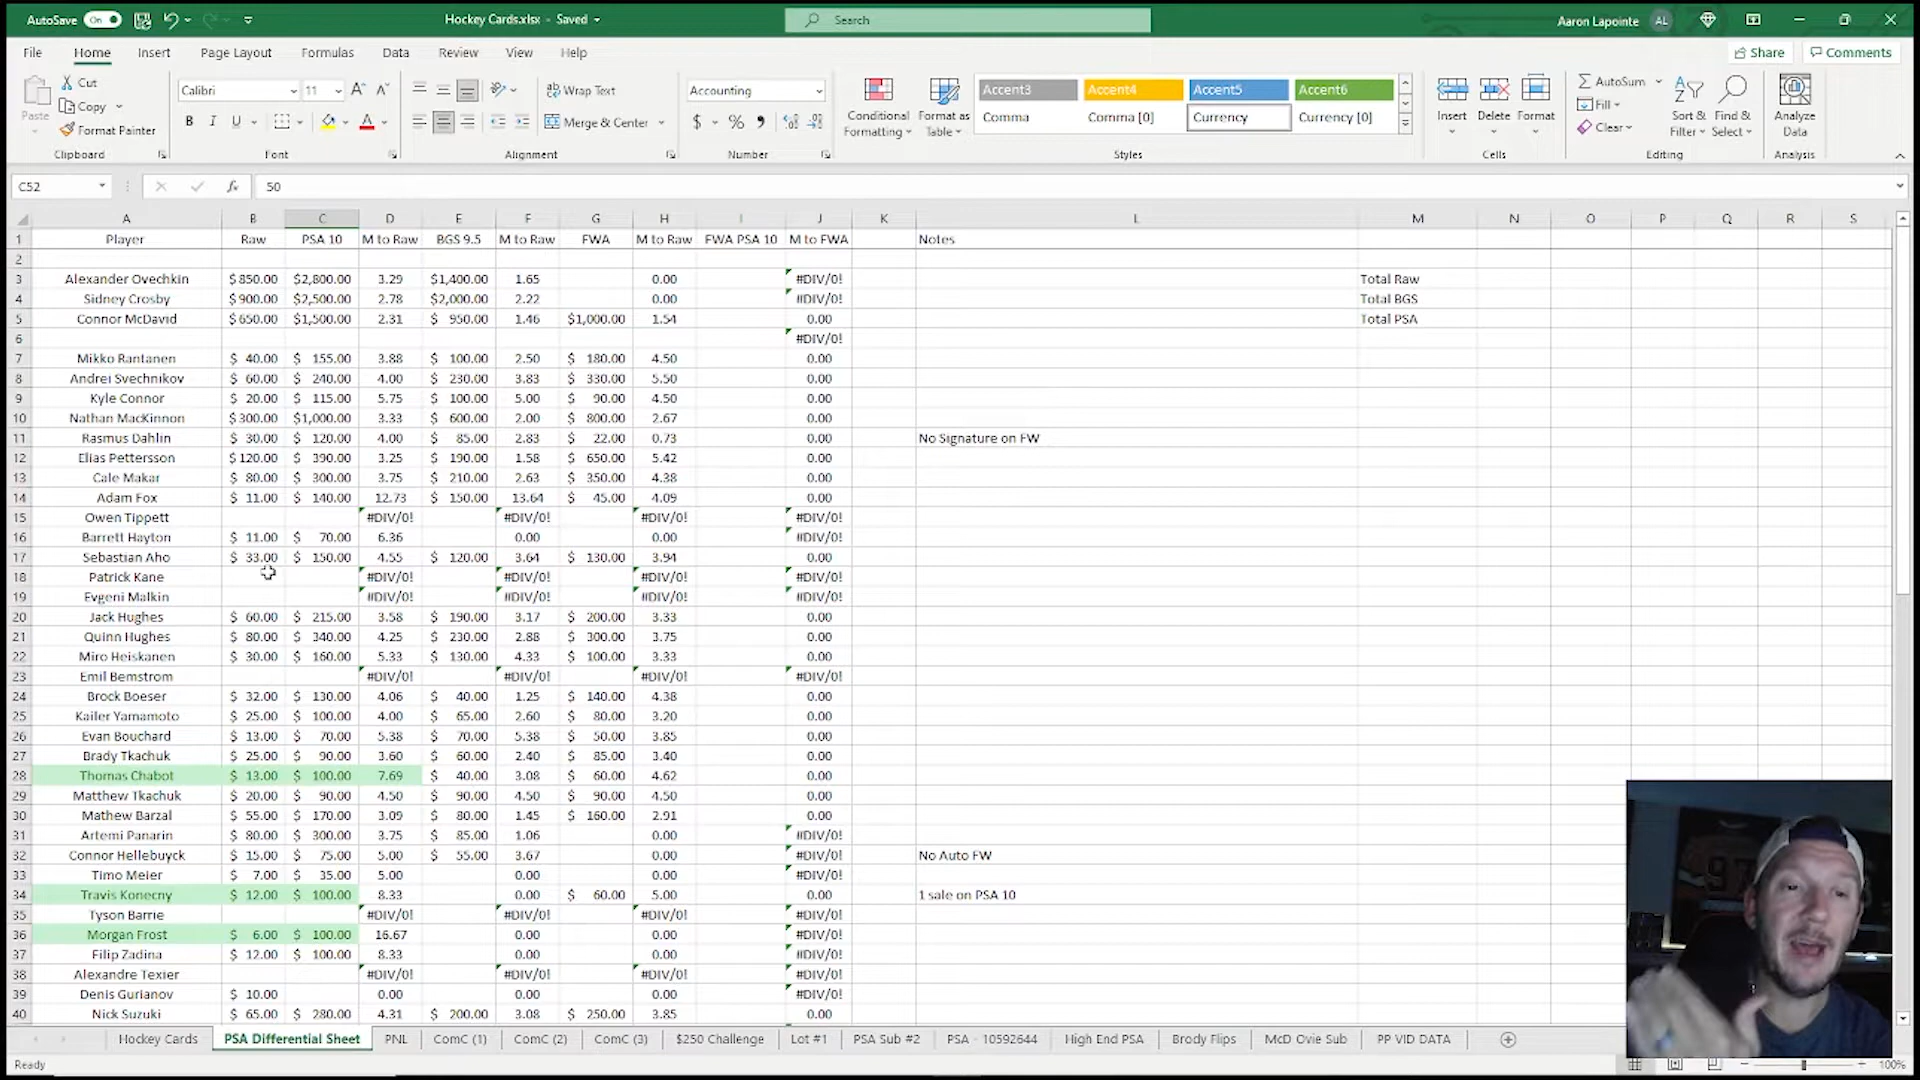 AutoSave On Hockey Cards.xlsx - Saved Search Aaron Lapointe AL
File Home Insert Page Layout Formulas Data Review View Help Share Comments
Paste Cut Copy Format Painter Calibri 11 B I U Wrap Text Merge & Center Accounting $ % Conditional Formatting Format as Table Accent3 Accent4 Accent5 Accent6 Comma Comma [0] Currency Currency [0] Insert Delete Format AutoSum Fill Clear Sort & Filter Find & Select Analyze Data
Clipboard Font Alignment Number Styles Cells Editing Analysis
C52 fx 50
A B C D E F G H I J K L M N O P Q R S
1 Player Raw PSA 10 M to Raw BGS 9.5 M to Raw FWA M to Raw FWA PSA 10 M to FWA Notes
2
3 Alexander Ovechkin $850.00 $2,800.00 3.29 $1,400.00 1.65 0.00 #DIV/0! Total Raw
4 Sidney Crosby $900.00 $2,500.00 2.78 $2,000.00 2.22 0.00 #DIV/0! Total BGS
5 Connor McDavid $650.00 $1,500.00 2.31 $ 950.00 1.46 $1,000.00 1.54 0.00 Total PSA
6 #DIV/0!
7 Mikko Rantanen $ 40.00 $ 155.00 3.88 $ 100.00 2.50 $ 180.00 4.50 0.00
8 Andrei Svechnikov $ 60.00 $ 240.00 4.00 $ 230.00 3.83 $ 330.00 5.50 0.00
9 Kyle Connor $ 20.00 $ 115.00 5.75 $ 100.00 5.00 $ 90.00 4.50 0.00
10 Nathan MacKinnon $300.00 $1,000.00 3.33 $ 600.00 2.00 $ 800.00 2.67 0.00
11 Rasmus Dahlin $ 30.00 $ 120.00 4.00 $ 85.00 2.83 $ 22.00 0.73 0.00 No Signature on FW
12 Elias Pettersson $120.00 $ 390.00 3.25 $ 190.00 1.58 $ 650.00 5.42 0.00
13 Cale Makar $ 80.00 $ 300.00 3.75 $ 210.00 2.63 $ 350.00 4.38 0.00
14 Adam Fox $ 11.00 $ 140.00 12.73 $ 150.00 13.64 $ 45.00 4.09 0.00
15 Owen Tippett #DIV/0! #DIV/0! #DIV/0! #DIV/0!
16 Barrett Hayton $ 11.00 $ 70.00 6.36 0.00 0.00 #DIV/0!
17 Sebastian Aho $ 33.00 $ 150.00 4.55 $ 120.00 3.64 $ 130.00 3.94 0.00
18 Patrick Kane #DIV/0! #DIV/0! #DIV/0! #DIV/0!
19 Evgeni Malkin #DIV/0! #DIV/0! #DIV/0! #DIV/0!
20 Jack Hughes $ 60.00 $ 215.00 3.58 $ 190.00 3.17 $ 200.00 3.33 0.00
21 Quinn Hughes $ 80.00 $ 340.00 4.25 $ 230.00 2.88 $ 300.00 3.75 0.00
22 Miro Heiskanen $ 30.00 $ 160.00 5.33 $ 130.00 4.33 $ 100.00 3.33 0.00
23 Emil Bemstrom #DIV/0! #DIV/0! #DIV/0! #DIV/0!
24 Brock Boeser $ 32.00 $ 130.00 4.06 $ 40.00 1.25 $ 140.00 4.38 0.00
25 Kailer Yamamoto $ 25.00 $ 100.00 4.00 $ 65.00 2.60 $ 80.00 3.20 0.00
26 Evan Bouchard $ 13.00 $ 70.00 5.38 $ 70.00 5.38 $ 50.00 3.85 0.00
27 Brady Tkachuk $ 25.00 $ 90.00 3.60 $ 60.00 2.40 $ 85.00 3.40 0.00
28 Thomas Chabot $ 13.00 $ 100.00 7.69 $ 40.00 3.08 $ 60.00 4.62 0.00
29 Matthew Tkachuk $ 20.00 $ 90.00 4.50 $ 90.00 4.50 $ 90.00 4.50 0.00
30 Mathew Barzal $ 55.00 $ 170.00 3.09 $ 80.00 1.45 $ 160.00 2.91 0.00
31 Artemi Panarin $ 80.00 $ 300.00 3.75 $ 85.00 1.06 0.00 #DIV/0!
32 Connor Hellebuyck $ 15.00 $ 75.00 5.00 $ 55.00 3.67 0.00 #DIV/0! No Auto FW
33 Timo Meier $ 7.00 $ 35.00 5.00 0.00 0.00 #DIV/0!
34 Travis Konecny $ 12.00 $ 100.00 8.33 0.00 $ 60.00 5.00 0.00 1 sale on PSA 10
35 Tyson Barrie #DIV/0! #DIV/0! #DIV/0! #DIV/0!
36 Morgan Frost $ 6.00 $ 100.00 16.67 0.00 0.00 #DIV/0!
37 Filip Zadina $ 12.00 $ 100.00 8.33 0.00 0.00 #DIV/0!
38 Alexandre Texier #DIV/0! #DIV/0! #DIV/0! #DIV/0!
39 Denis Gurianov $ 10.00 0.00 0.00 0.00 #DIV/0!
40 Nick Suzuki $ 65.00 $ 280.00 4.31 $ 200.00 3.08 $ 250.00 3.85 0.00
Hockey Cards PSA Differential Sheet PNL ComC (1) ComC (2) ComC (3) $250 Challenge Lot #1 PSA Sub #2 PSA - 10592644 High End PSA Brody Flips McD Ovie Sub PP VID DATA
Ready 100%